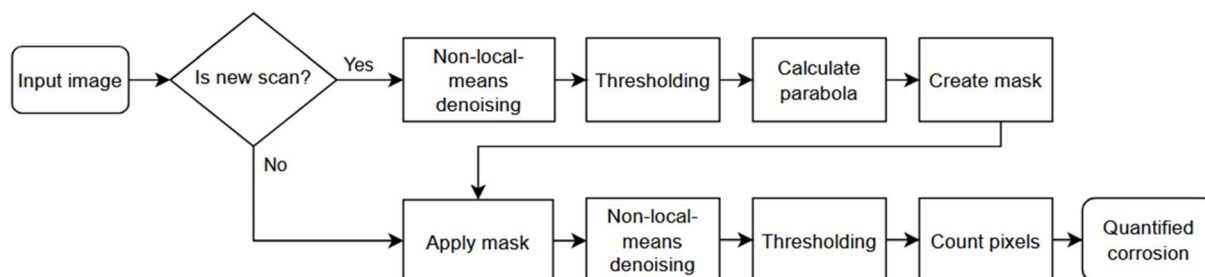 Input image
Is new scan?
Yes
Non-local-
means
denoising
Thresholding
Calculate
parabola
Create mask
No
Apply mask
Non-local-
means
denoising
Thresholding
Count pixels
Quantified
corrosion